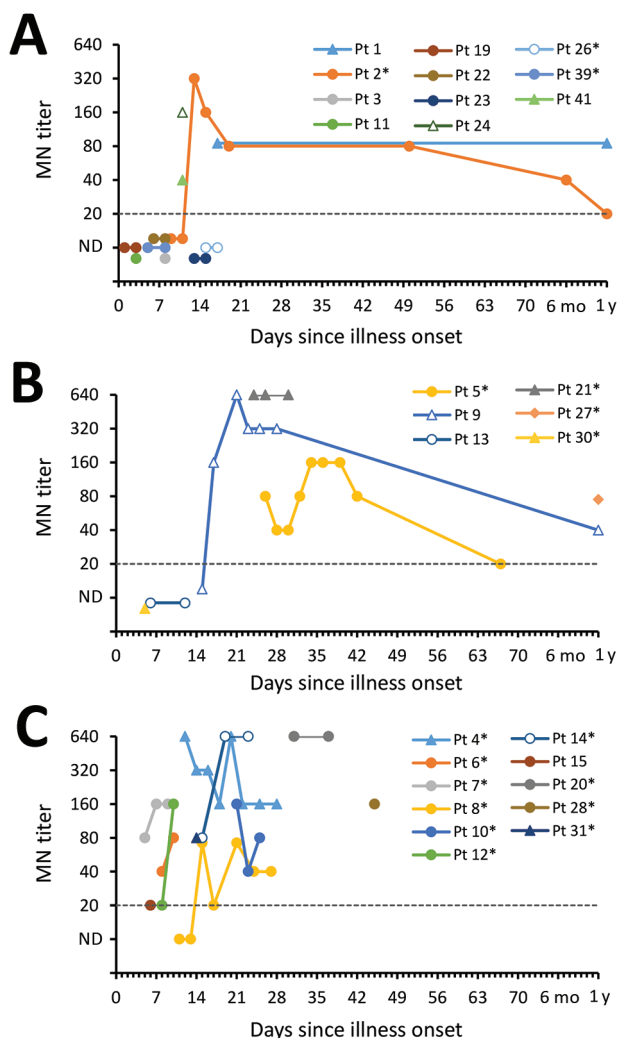 A
640
320
160
80
40
20
ND
MN titer
Pt 1
Pt 2*
Pt 3
Pt 11
Pt 19
Pt 22
Pt 23
Pt 24
Pt 26*
Pt 39*
Pt 41
0 7 14 21 28 35 42 49 56 63 70 6 mo 1 y
Days since illness onset
B
640
320
160
80
40
20
ND
MN titer
Pt 5*
Pt 9
Pt 13
Pt 21*
Pt 27*
Pt 30*
0 7 14 21 28 35 42 49 56 63 70 6 mo 1 y
Days since illness onset
C
640
320
160
80
40
20
ND
MN titer
Pt 4*
Pt 6*
Pt 7*
Pt 8*
Pt 10*
Pt 12*
Pt 14*
Pt 15
Pt 20*
Pt 28*
Pt 31*
0 7 14 21 28 35 42 49 56 63 70 6 mo 1 y
Days since illness onset